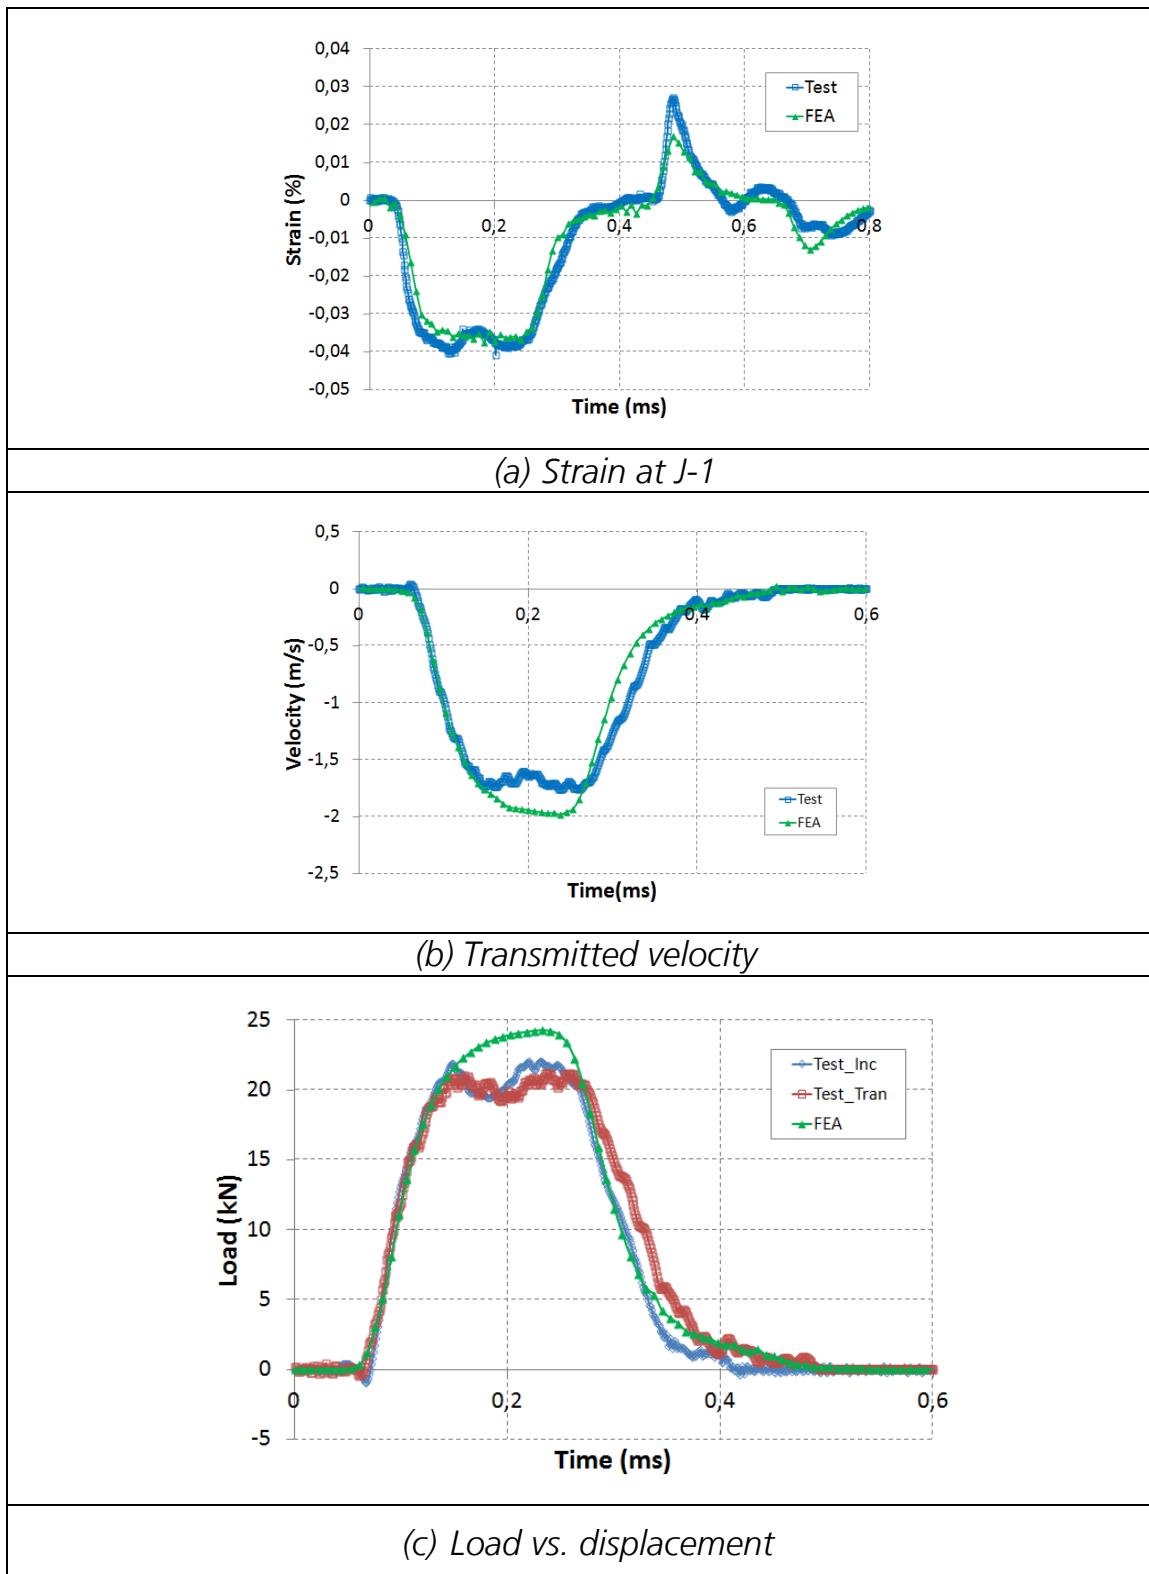 0,04
0,03
0,02
0,01
0
-0,01
-0,02
-0,03
-0,04
-0,05
Strain (%)
0
0,2
0,4
0,6
0,8
Time (ms)
Test
FEA
(a) Strain at J-1
0,5
0
-0,5
-1
-1,5
-2
-2,5
Velocity (m/s)
0
0,2
0,4
0,6
Time(ms)
Test
FEA
(b) Transmitted velocity
25
20
15
10
5
0
-5
Load (kN)
0
0,2
0,4
0,6
Time (ms)
Test_Inc
Test_Tran
FEA
(c) Load vs. displacement